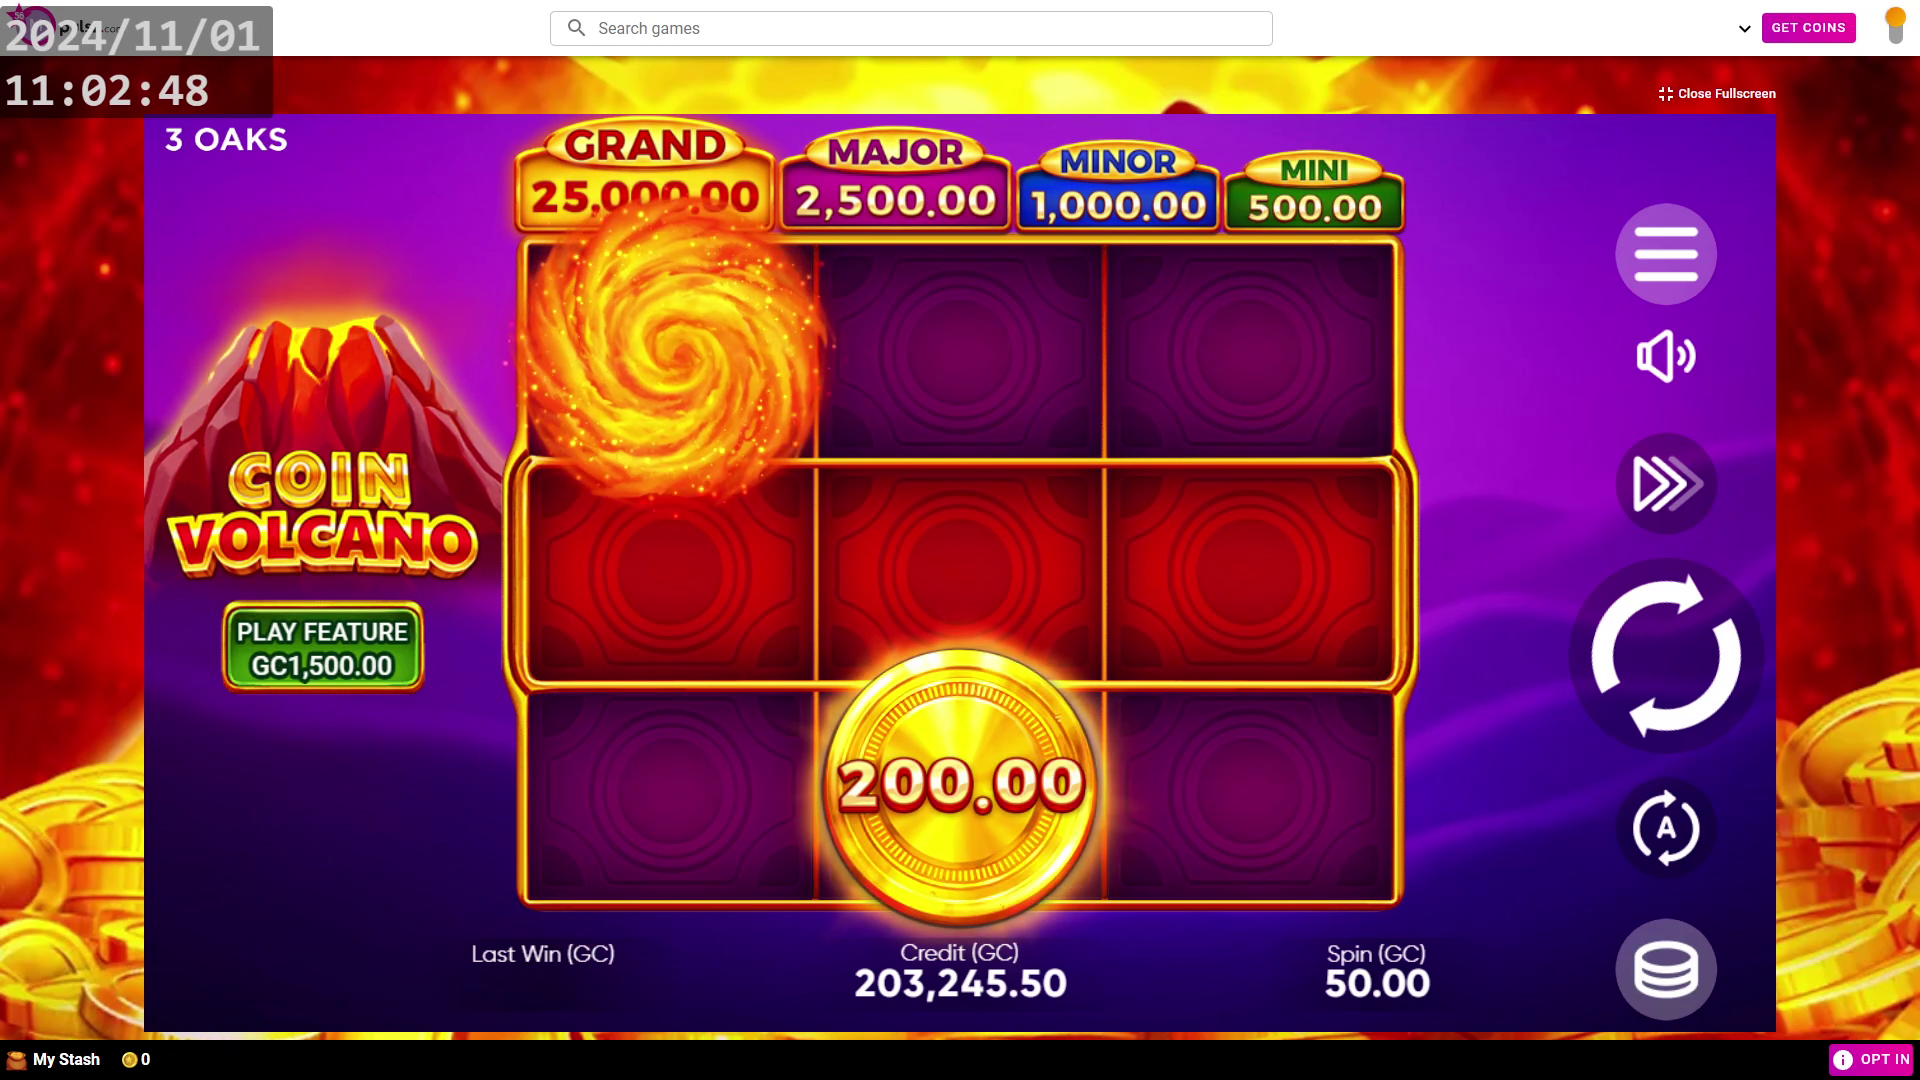 2024/11/01
11:02:48
Search games
GET COINS
Close Fullscreen
3 OAKS
GRAND
25,000.00
MAJOR
2,500.00
MINOR
1,000.00
MINI
500.00
COIN
VOLCANO
PLAY FEATURE
GC1,500.00
200.00
A
Last Win (GC)
Credit (GC)
203,245.50
Spin (GC)
50.00
My Stash
0
OPT IN